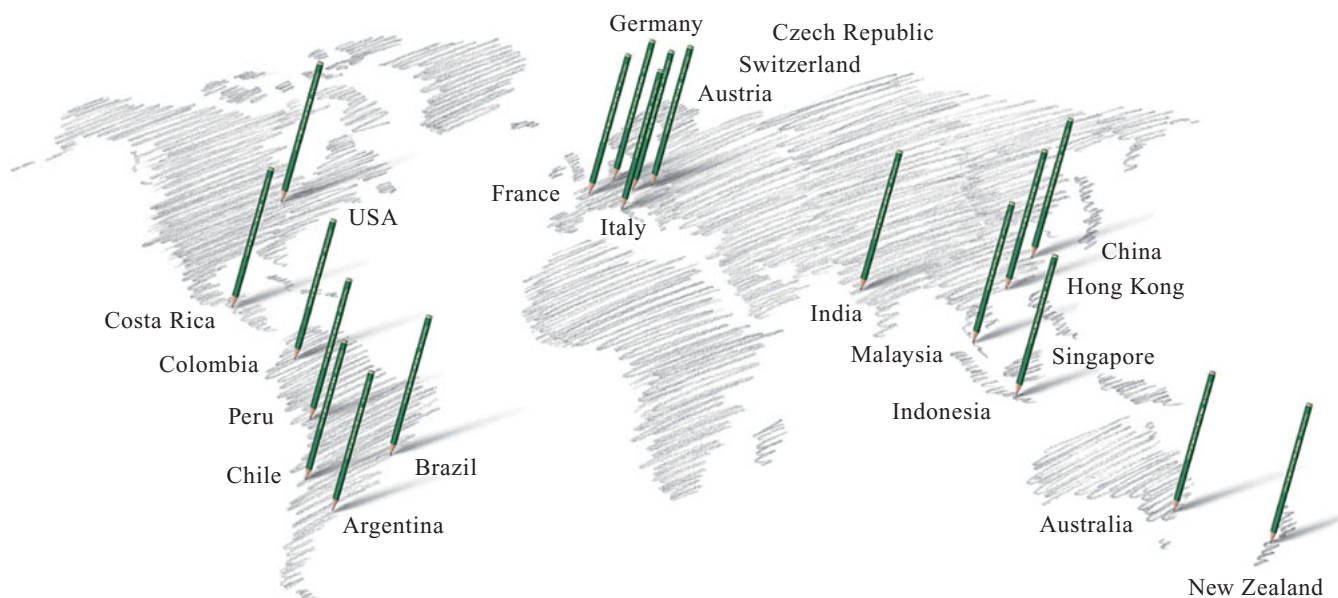 Germany
Czech Republic
Switzerland
Austria
France
USA
Italy
China
Hong Kong
India
Costa Rica
Malaysia
Singapore
Colombia
Indonesia
Peru
Brazil
Chile
Argentina
Australia
New Zealand